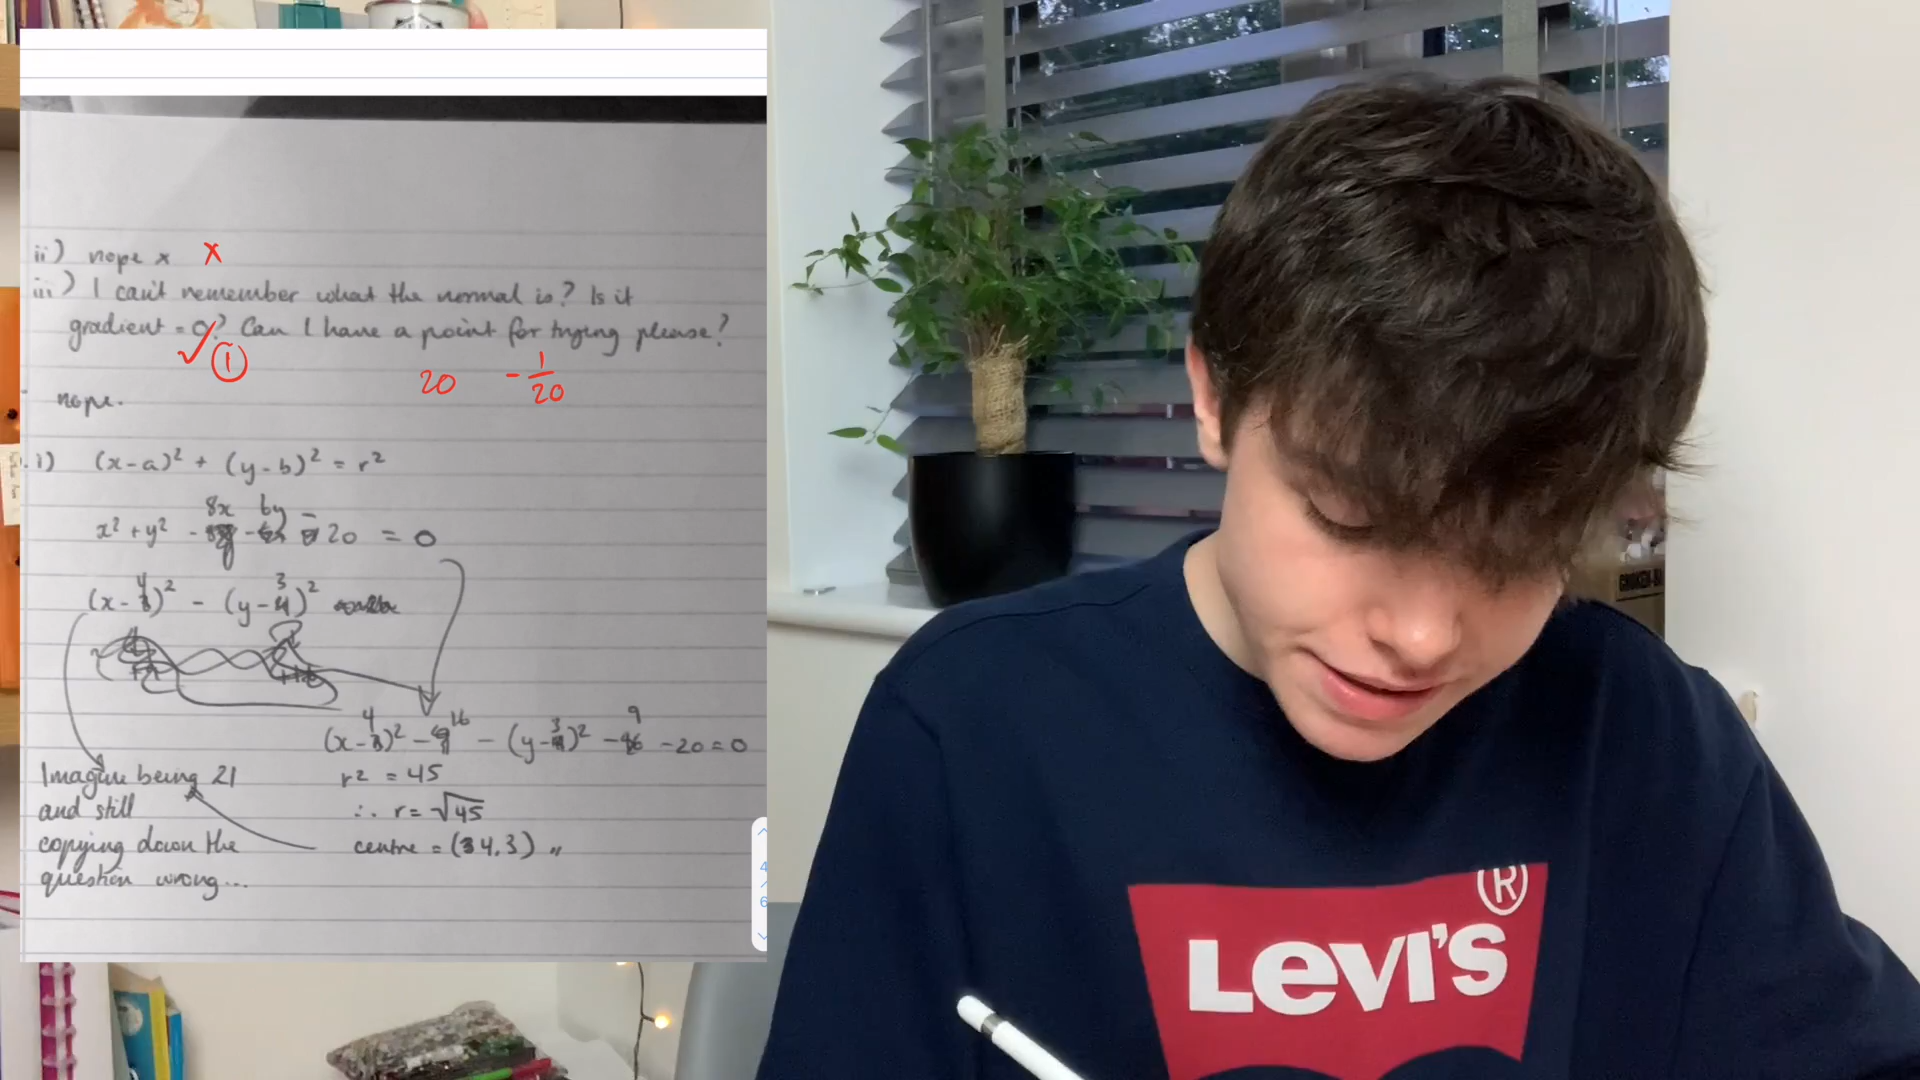 ii) nope x x
iii) I can't remember what the normal is? Is it
gradient = 0? Can I have a point for trying please?
✓ 1 20 - 1/20
nope.
i) (x-a)² + (y-b)² = r²
8x 6y -
x² + y² - - 20 = 0
(x-4)² - (y-3)²
(x-4)² - 16 - (y-3)² - 9 - 20 = 0
Imagine being 21 r² = 45
and still ∴ r = √45
copying down the centre = (4,3) "
question wrong...
4
6
LEVI'S
®